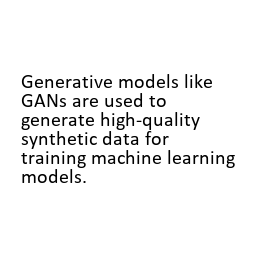 Generative models like
GANs are used to
generate high-quality
synthetic data for
training machine learning
models.